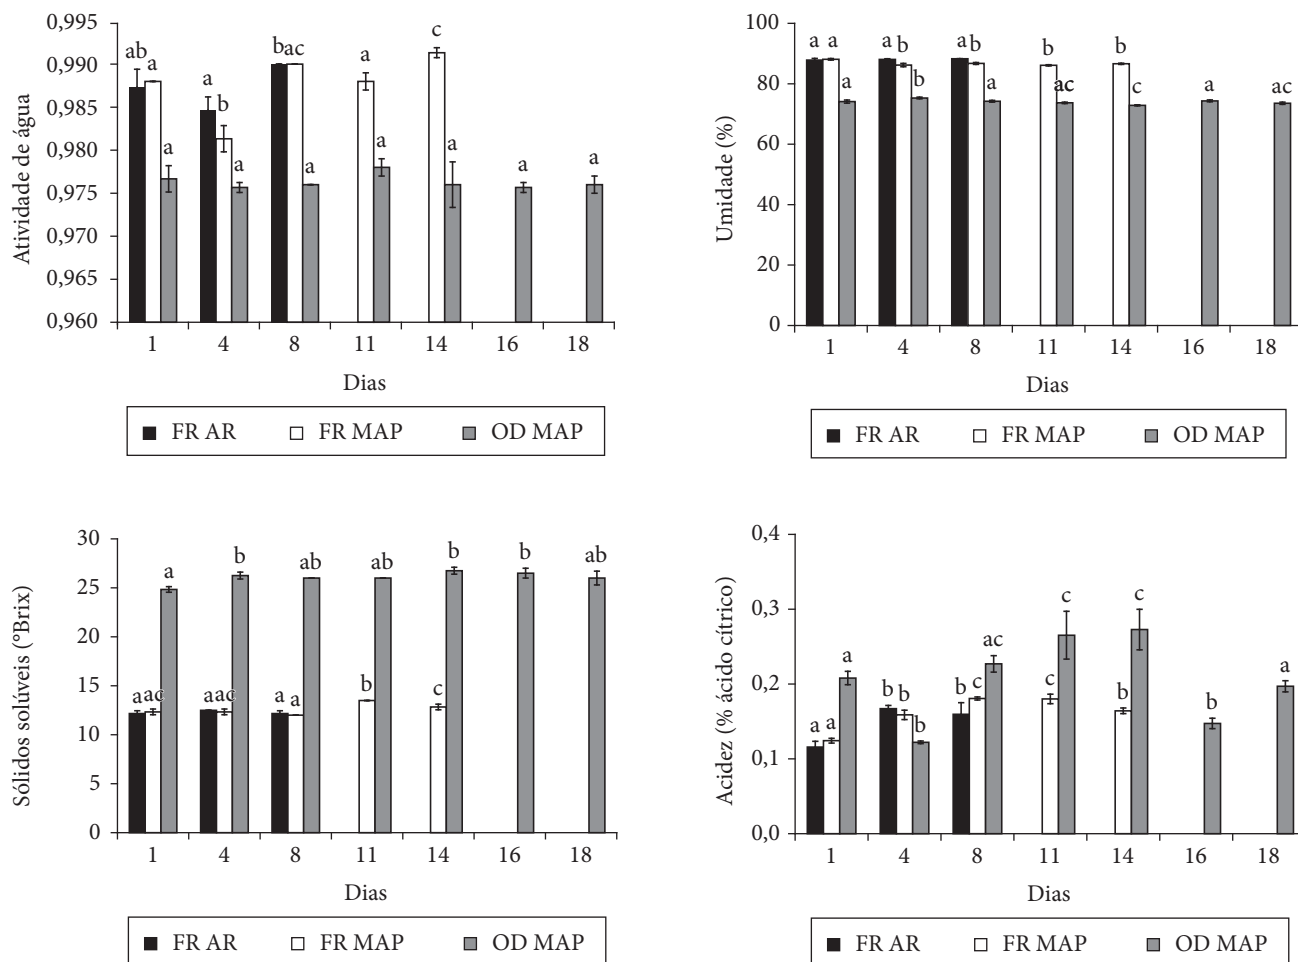 Atividade de água
0,995
0,990
0,985
0,980
0,975
0,970
0,965
0,960
ab a a
a b a
b ac a
a a
c a
a
a
1 4 8 11 14 16 18
Dias
FR AR FR MAP OD MAP
Umidade (%)
100
80
60
40
20
0
a a a
a b b
a b a
b ac
b c
a
ac
1 4 8 11 14 16 18
Dias
FR AR FR MAP OD MAP
Sólidos solúveis (ºBrix)
30
25
20
15
10
5
0
a ac a
a ac b
a a ab
b ab
c b
b
ab
1 4 8 11 14 16 18
Dias
FR AR FR MAP OD MAP
Acidez (% ácido cítrico)
0,4
0,3
0,2
0,1
0,0
a a a
b b b
b c ac
c c
b c
b
a
1 4 8 11 14 16 18
Dias
FR AR FR MAP OD MAP